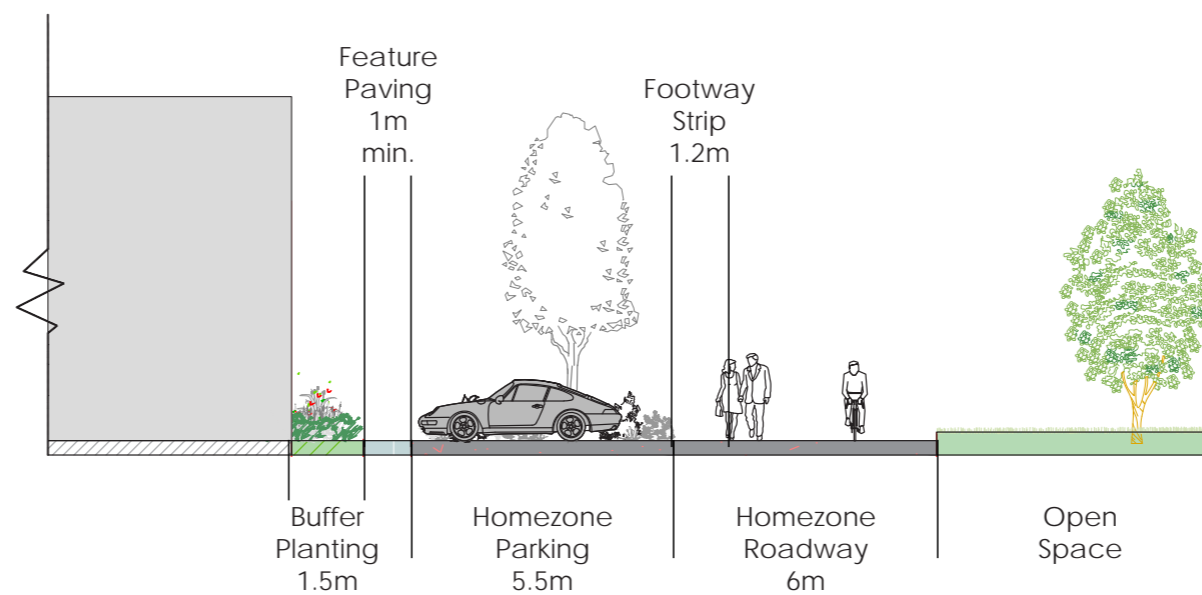 Feature
Paving
1m
min.
Footway
Strip
1.2m
Buffer
Planting
1.5m
Homezone
Parking
5.5m
Homezone
Roadway
6m
Open
Space